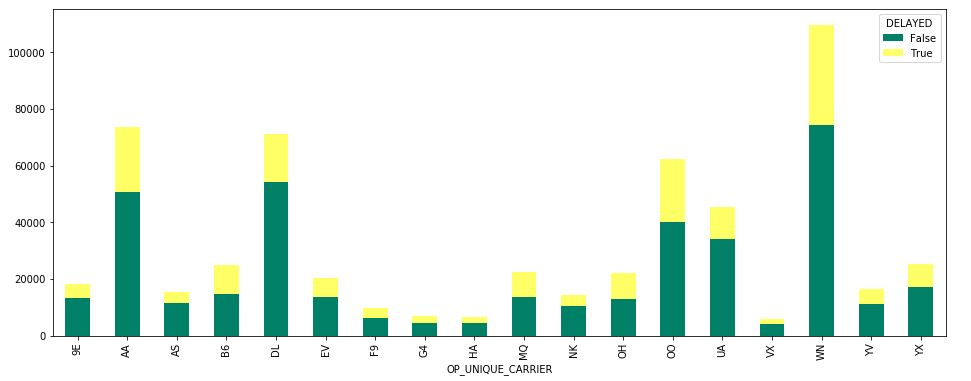 DELAYED
False
True
100000
80000
60000
40000
20000
0
9E AA AS B6 DL EV F9 G4 HA MQ NK OH OO UA VX WN YV YX
OP_UNIQUE_CARRIER